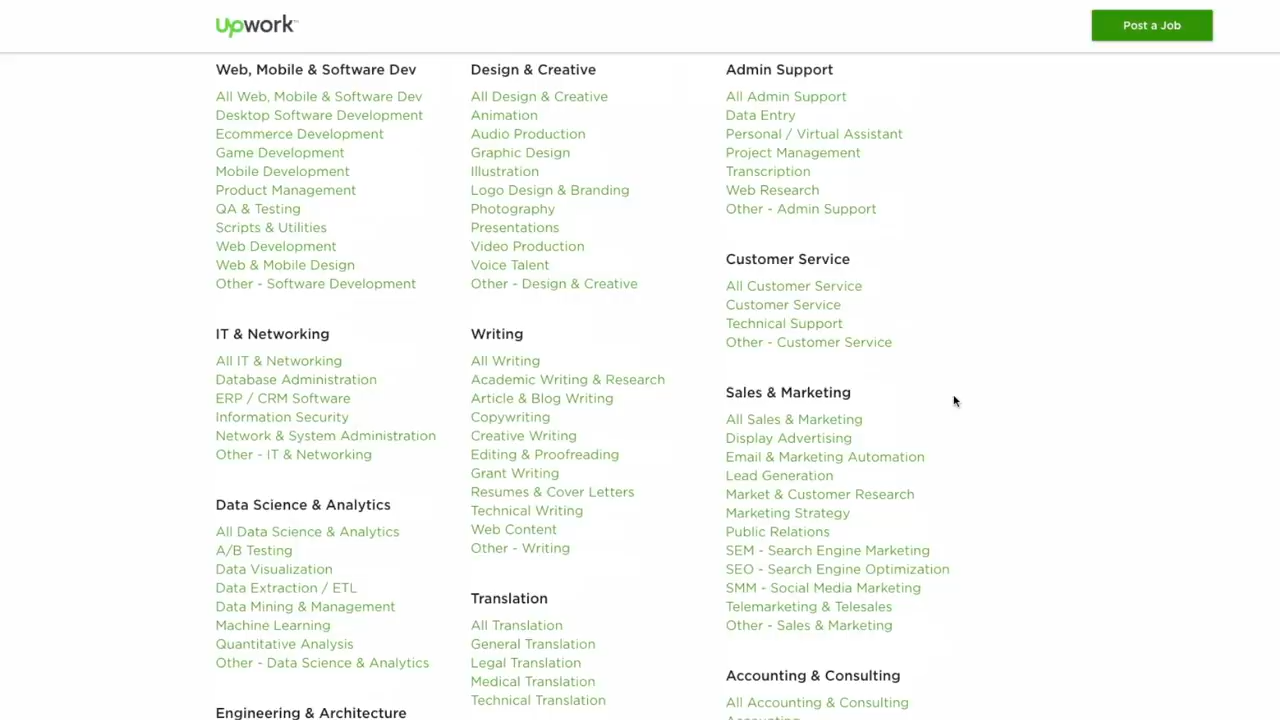 Upwork™
Post a Job
Web, Mobile & Software Dev
All Web, Mobile & Software Dev
Desktop Software Development
Ecommerce Development
Game Development
Mobile Development
Product Management
QA & Testing
Scripts & Utilities
Web Development
Web & Mobile Design
Other - Software Development
IT & Networking
All IT & Networking
Database Administration
ERP / CRM Software
Information Security
Network & System Administration
Other - IT & Networking
Data Science & Analytics
All Data Science & Analytics
A/B Testing
Data Visualization
Data Extraction / ETL
Data Mining & Management
Machine Learning
Quantitative Analysis
Other - Data Science & Analytics
Engineering & Architecture
Design & Creative
All Design & Creative
Animation
Audio Production
Graphic Design
Illustration
Logo Design & Branding
Photography
Presentations
Video Production
Voice Talent
Other - Design & Creative
Writing
All Writing
Academic Writing & Research
Article & Blog Writing
Copywriting
Creative Writing
Editing & Proofreading
Grant Writing
Resumes & Cover Letters
Technical Writing
Web Content
Other - Writing
Translation
All Translation
General Translation
Legal Translation
Medical Translation
Technical Translation
Admin Support
All Admin Support
Data Entry
Personal / Virtual Assistant
Project Management
Transcription
Web Research
Other - Admin Support
Customer Service
All Customer Service
Customer Service
Technical Support
Other - Customer Service
Sales & Marketing
All Sales & Marketing
Display Advertising
Email & Marketing Automation
Lead Generation
Market & Customer Research
Marketing Strategy
Public Relations
SEM - Search Engine Marketing
SEO - Search Engine Optimization
SMM - Social Media Marketing
Telemarketing & Telesales
Other - Sales & Marketing
Accounting & Consulting
All Accounting & Consulting